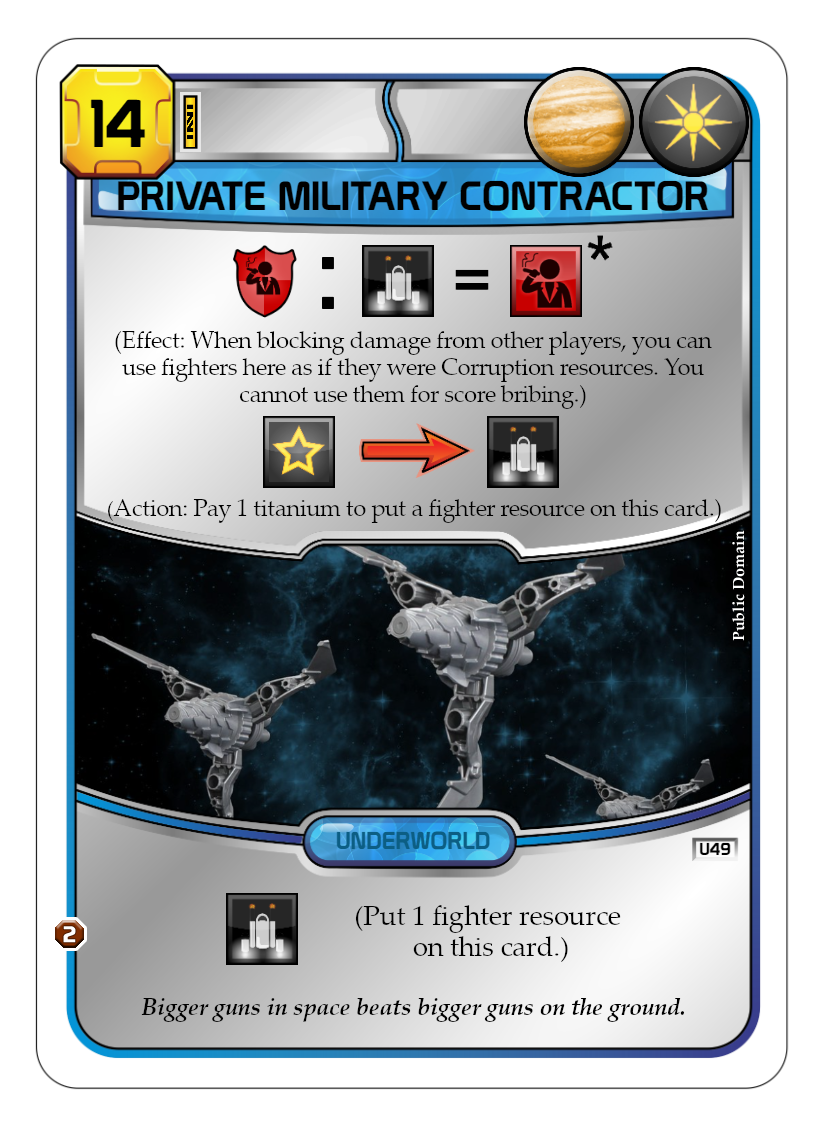 14
PRIVATE MILITARY CONTRACTOR
: = *
(Effect: When blocking damage from other players, you can
use fighters here as if they were Corruption resources. You
cannot use them for score bribing.)
(Action: Pay 1 titanium to put a fighter resource on this card.)
Public Domain
UNDERWORLD
U49
2
(Put 1 fighter resource
on this card.)
Bigger guns in space beats bigger guns on the ground.